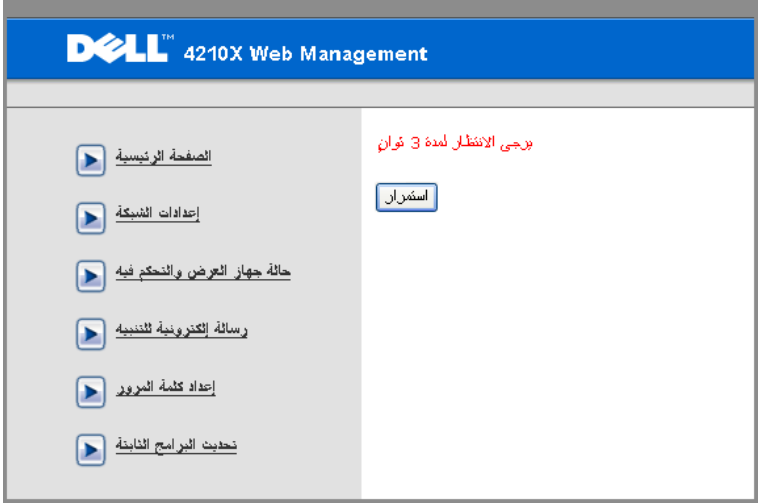 DELL™ 4210X Web Management
الصفحة الرئيسية
إعدادات الشبكة
حالة جهاز العرض والتحكم فيه
رسالة إلكترونية للتنبيه
إعداد كلمة المرور
تحديث البرامج الثابتة
يرجى الانتظار لمدة 3 ثوانٍ
استمرار